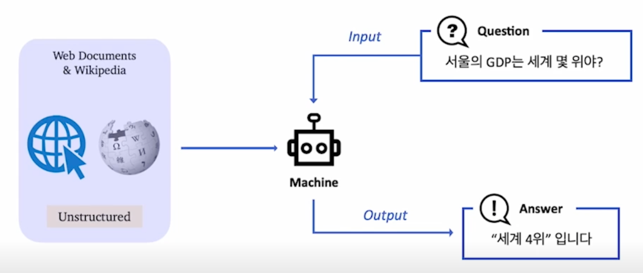 Web Documents
& Wikipedia
Unstructured
Input
Question
서울의 GDP는 세계 몇 위야?
Machine
Output
Answer
“세계 4위” 입니다